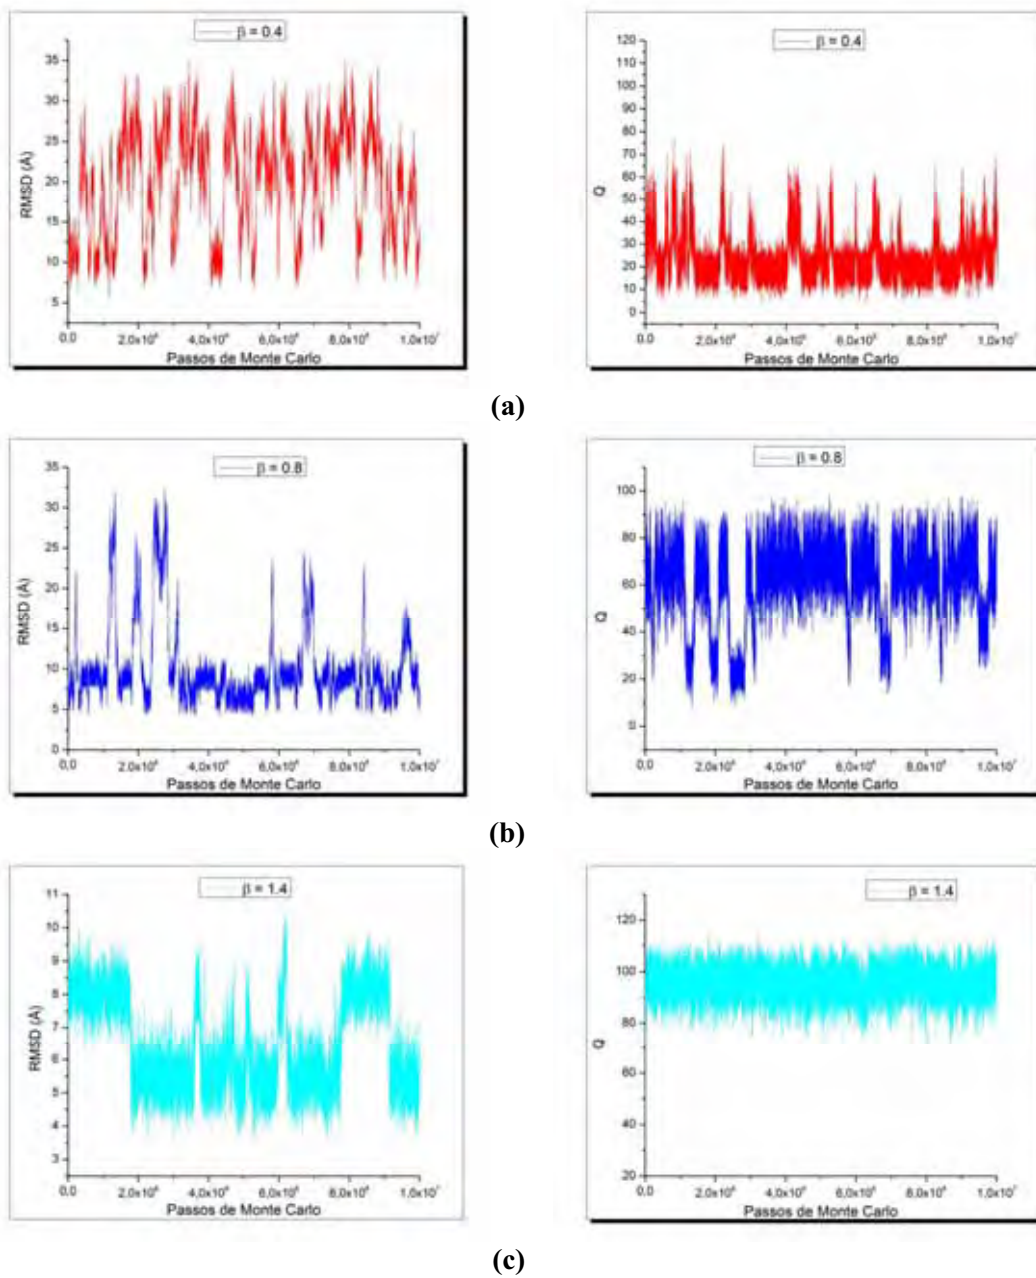 β = 0.4
RMSD (Å)
35
30
25
20
15
10
5
0,0
2,0x10⁶
4,0x10⁶
6,0x10⁶
8,0x10⁶
1,0x10⁷
Passos de Monte Carlo
β = 0.4
Q
120
110
100
90
80
70
60
50
40
30
20
10
0
0,0
2,0x10⁶
4,0x10⁶
6,0x10⁶
8,0x10⁶
1,0x10⁷
Passos de Monte Carlo
(a)
β = 0.8
RMSD (Å)
35
30
25
20
15
10
5
0
0,0
2,0x10⁶
4,0x10⁶
6,0x10⁶
8,0x10⁶
1,0x10⁷
Passos de Monte Carlo
β = 0.8
Q
100
80
60
40
20
0
0,0
2,0x10⁶
4,0x10⁶
6,0x10⁶
8,0x10⁶
1,0x10⁷
Passos de Monte Carlo
(b)
β = 1.4
RMSD (Å)
11
10
9
8
7
6
5
4
3
0,0
2,0x10⁶
4,0x10⁶
6,0x10⁶
8,0x10⁶
1,0x10⁷
Passos de Monte Carlo
β = 1.4
Q
120
100
80
60
40
20
0,0
2,0x10⁶
4,0x10⁶
6,0x10⁶
8,0x10⁶
1,0x10⁷
Passos de Monte Carlo
(c)